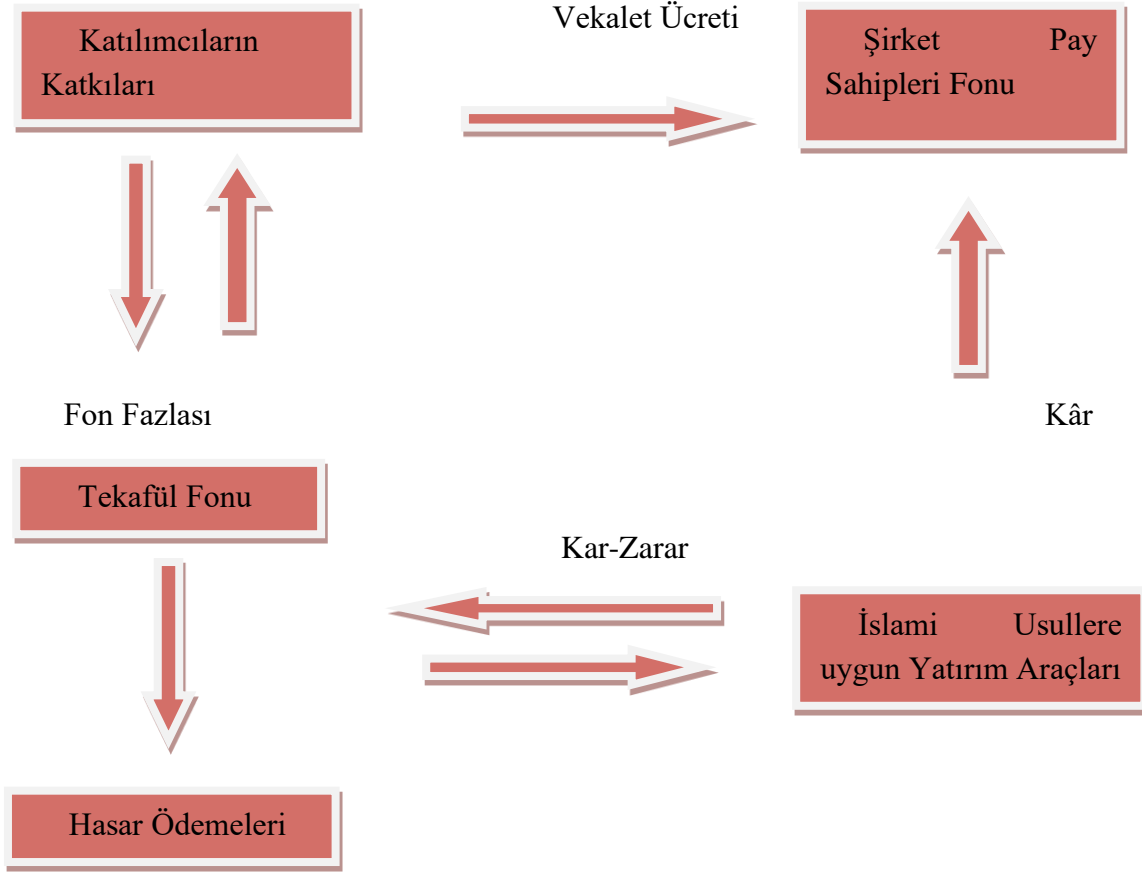 Vekalet Ücreti
Katılımcıların
Katkıları
Şirket Pay
Sahipleri Fonu
Fon Fazlası
Kâr
Tekafül Fonu
Kar-Zarar
İslami Usullere
uygun Yatırım Araçları
Hasar Ödemeleri